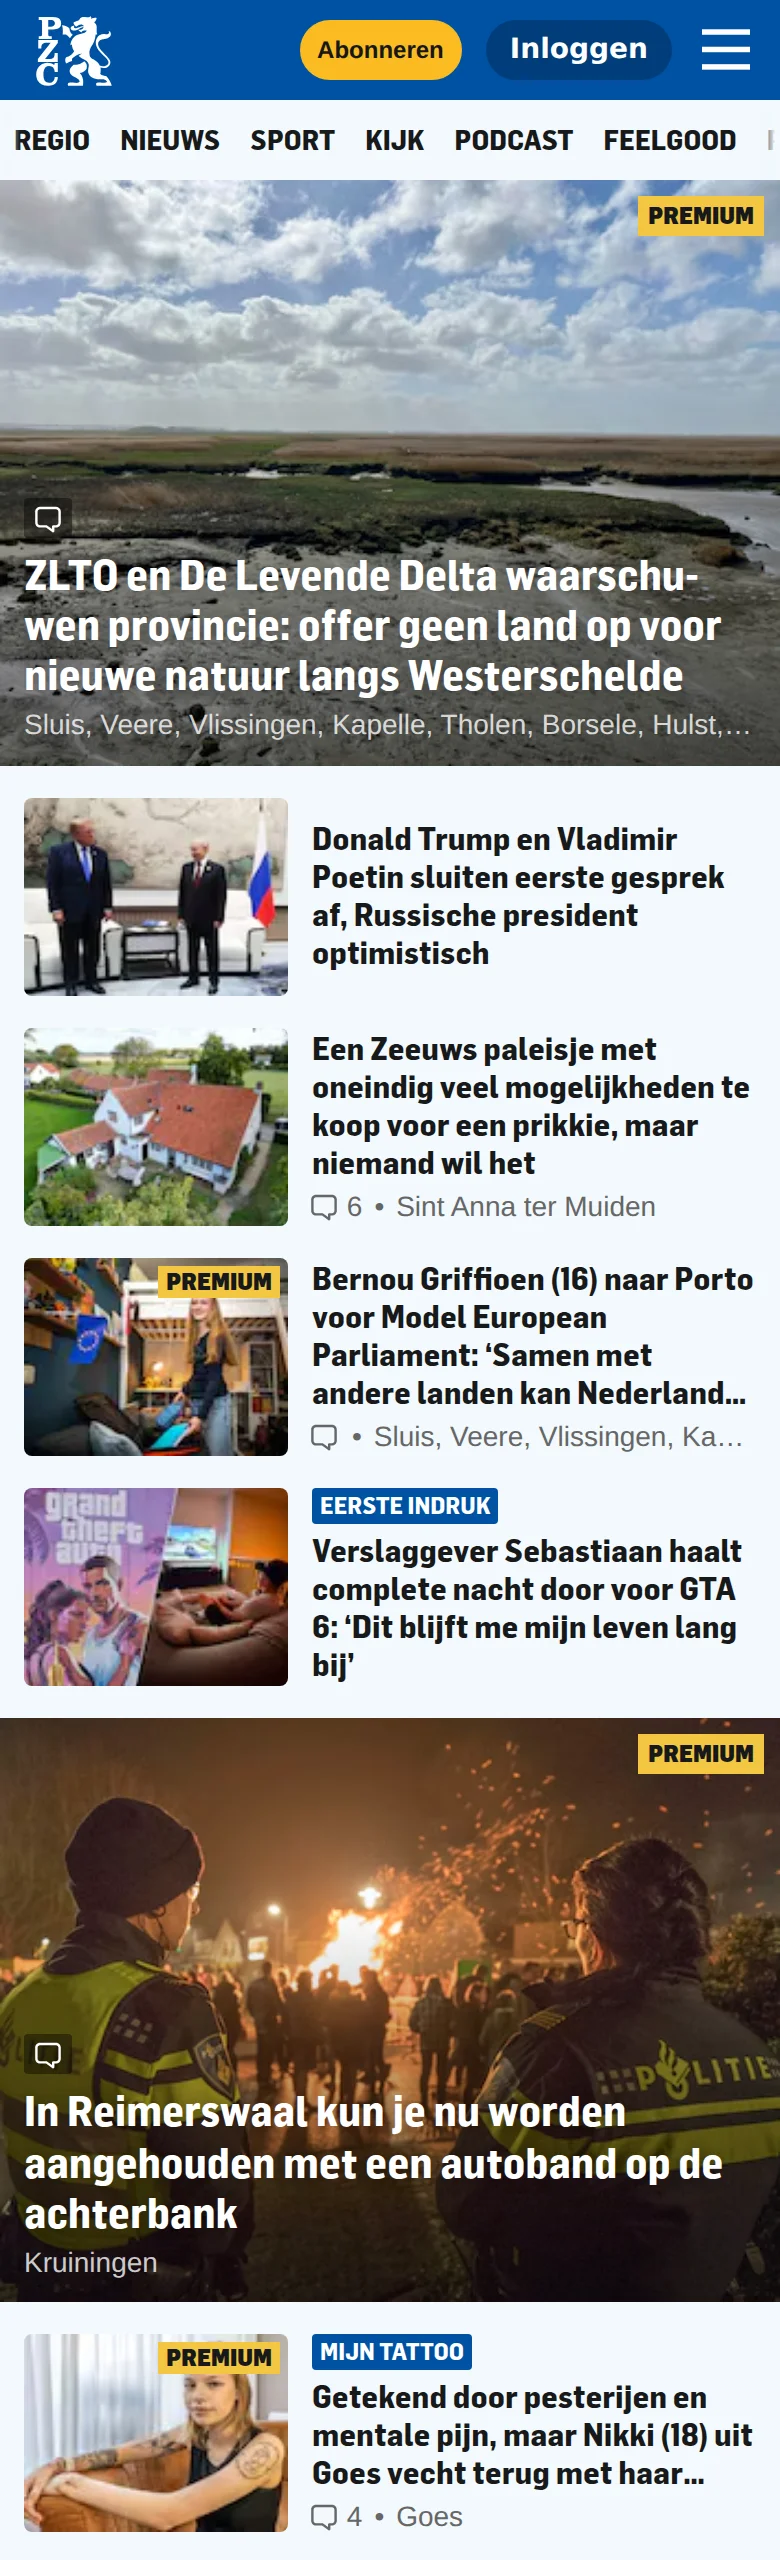 PZC
Abonneren
Inloggen
REGIO NIEUWS SPORT KIJK PODCAST FEELGOOD
PREMIUM
ZLTO en De Levende Delta waarschu-
wen provincie: offer geen land op voor
nieuwe natuur langs Westerschelde
Sluis, Veere, Vlissingen, Kapelle, Tholen, Borsele, Hulst,…
Donald Trump en Vladimir
Poetin sluiten eerste gesprek
af, Russische president
optimistisch
Een Zeeuws paleisje met
oneindig veel mogelijkheden te
koop voor een prikkie, maar
niemand wil het
6 • Sint Anna ter Muiden
PREMIUM
Bernou Griffioen (16) naar Porto
voor Model European
Parliament: ‘Samen met
andere landen kan Nederland...
• Sluis, Veere, Vlissingen, Ka…
grand
theft
auto
EERSTE INDRUK
Verslaggever Sebastiaan haalt
complete nacht door voor GTA
6: ‘Dit blijft me mijn leven lang
bij’
PREMIUM
POLITIE
In Reimerswaal kun je nu worden
aangehouden met een autoband op de
achterbank
Kruiningen
PREMIUM
MIJN TATTOO
Getekend door pesterijen en
mentale pijn, maar Nikki (18) uit
Goes vecht terug met haar...
4 • Goes